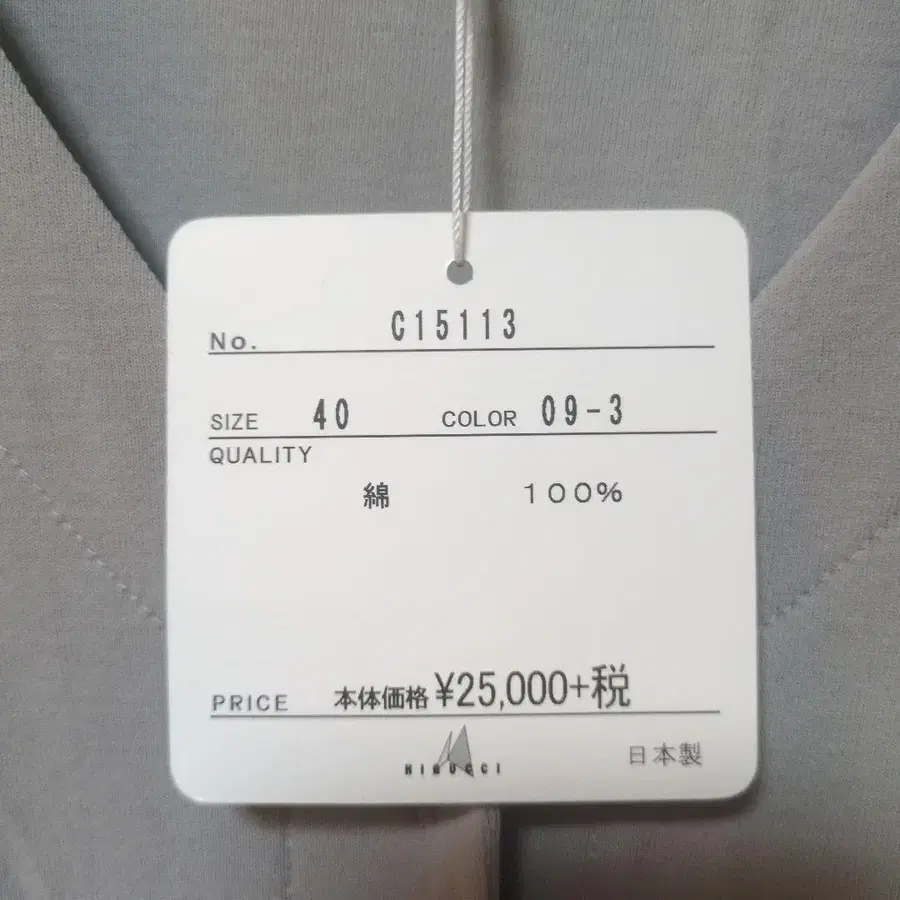 No. C15113
SIZE 40 COLOR 09-3
QUALITY
綿 100%
PRICE 本体価格 ¥25,000+税
日本製